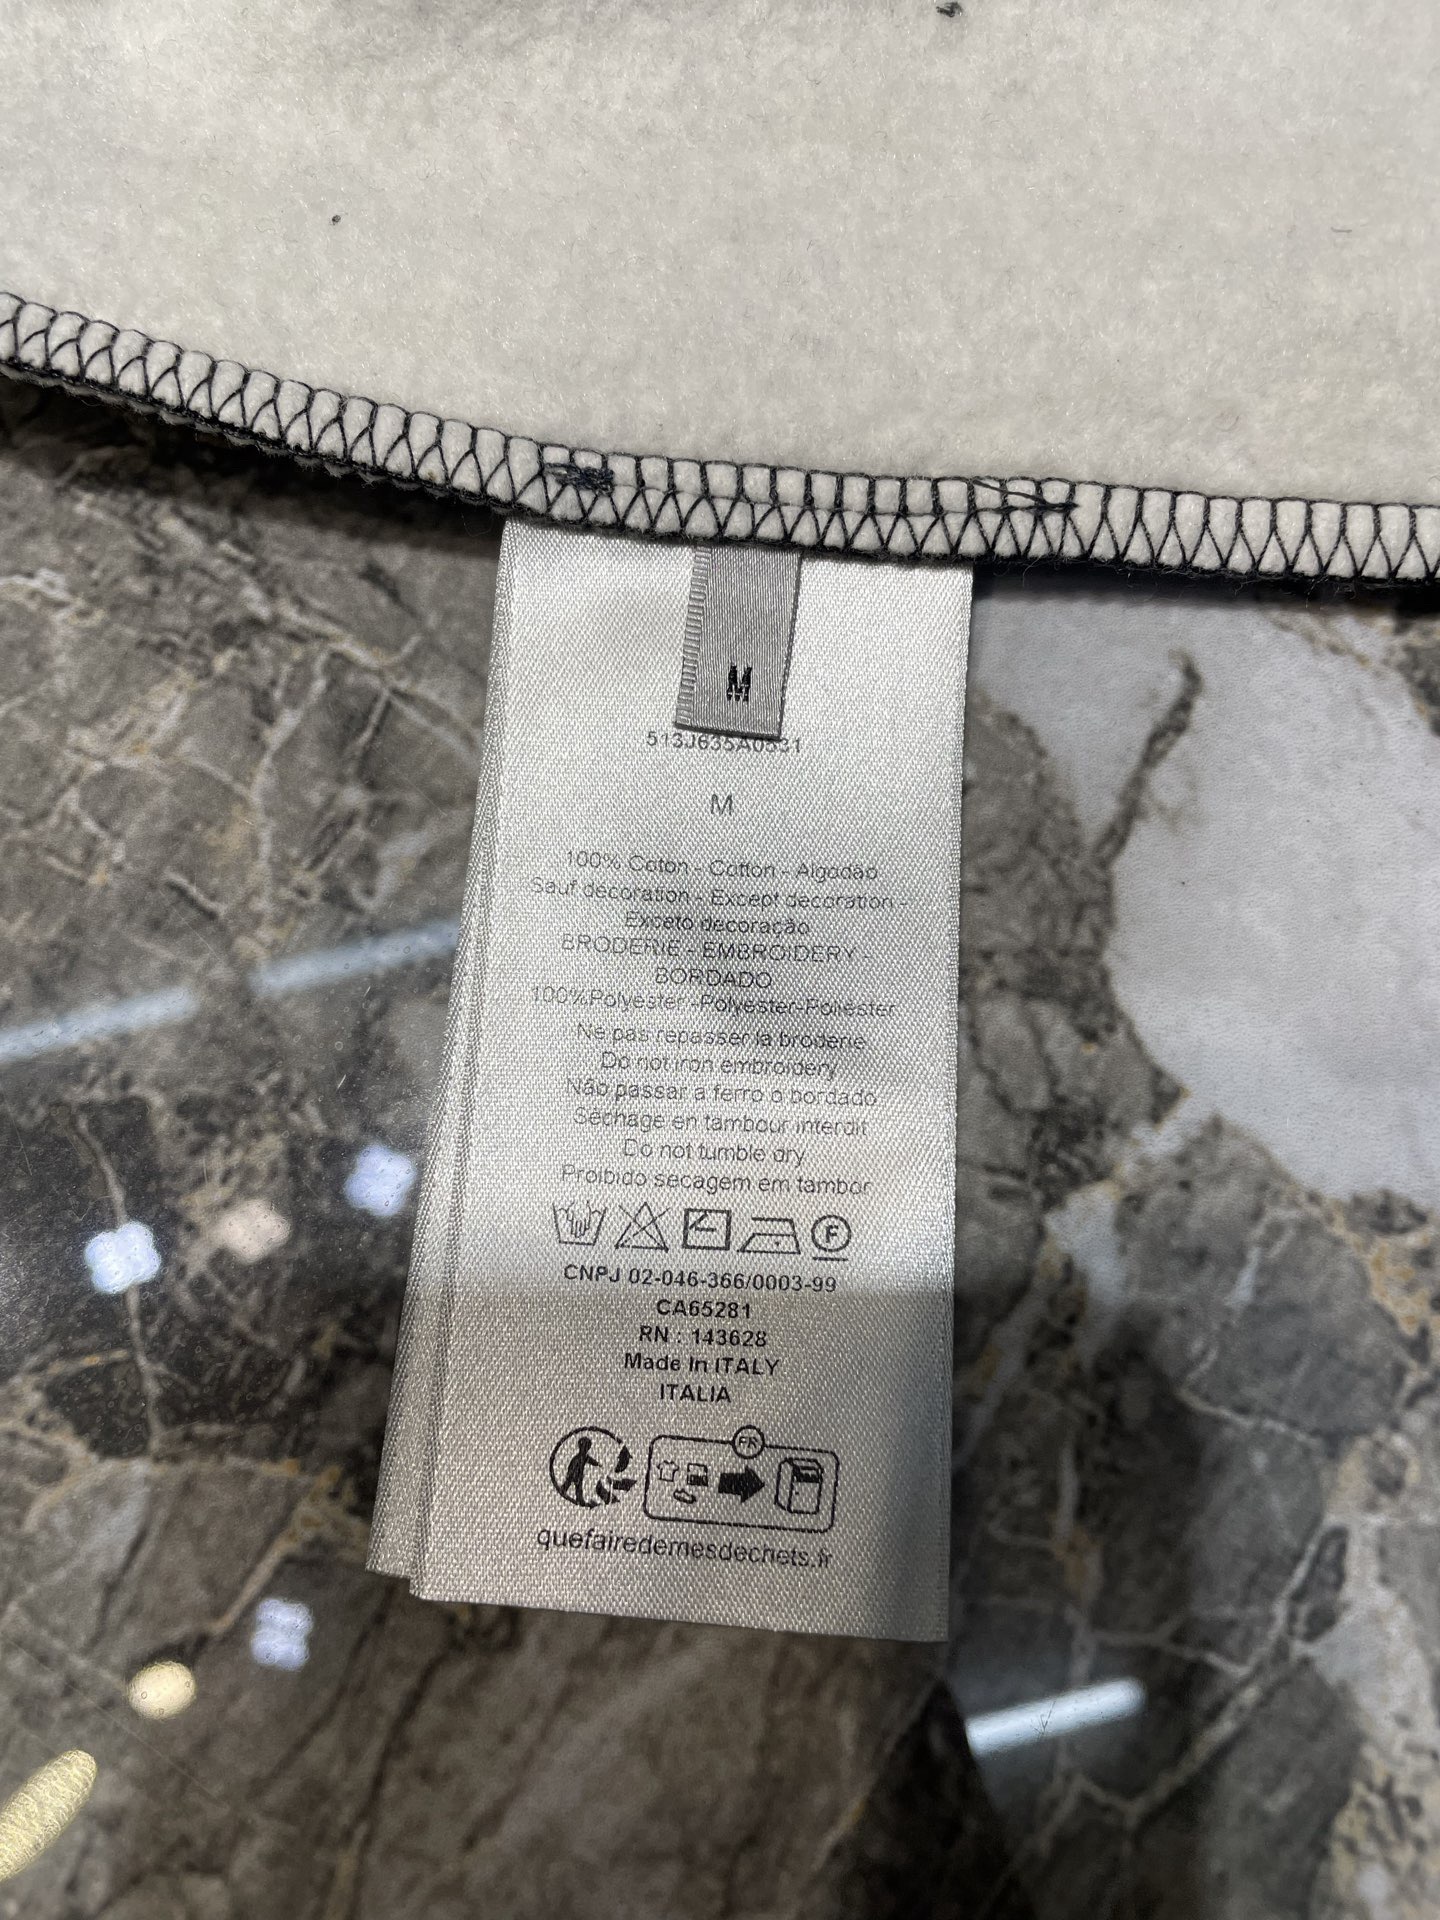 M
513J635A0531
M
100% Coton - Cotton - Algodão
Sauf décoration - Except décoration -
Exceto decoração
BRODERIE - EMBROIDERY -
BORDADO
100%Polyester -Polyester-Poliester
Ne pas repasser la broderie
Do not iron embroidery
Não passar a ferro o bordado
Séchage en tambour interdit
Do not tumble dry
Proibido secagem em tambor
F
CNPJ 02-046-366/0003-99
CA65281
RN : 143628
Made In ITALY
ITALIA
FR
quefairedemesdechets.fr